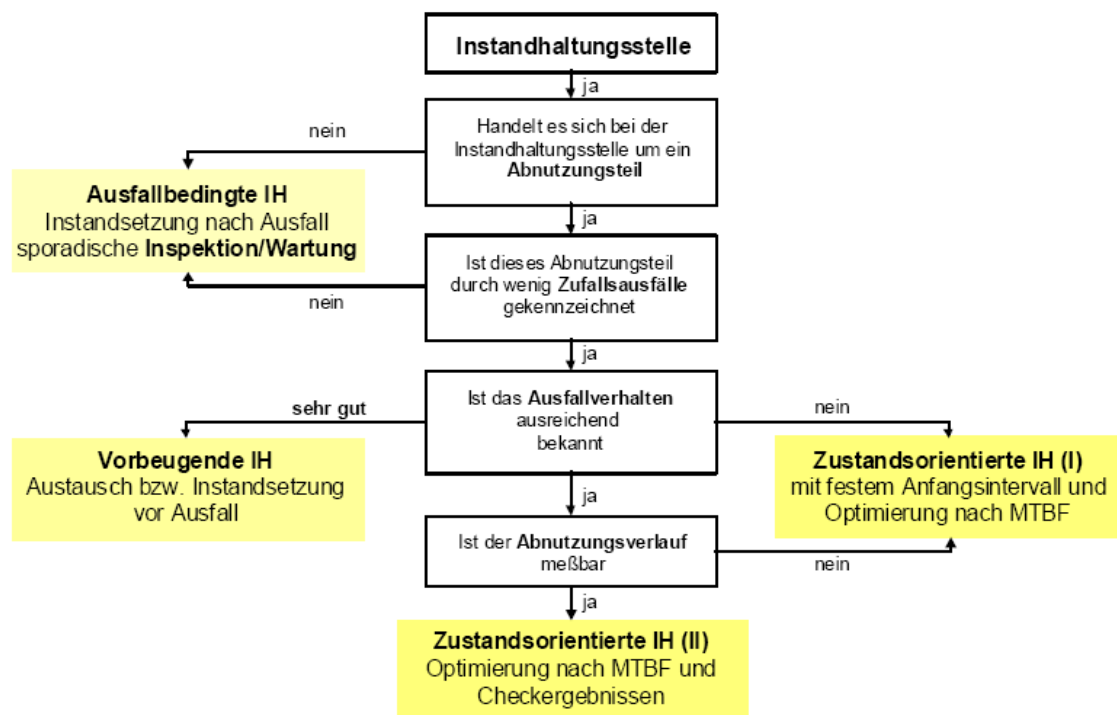 Instandhaltungsstelle
ja
Handelt es sich bei der
Instandhaltungsstelle um ein
Abnutzungsteil
nein
Ausfallbedingte IH
Instandsetzung nach Ausfall
sporadische Inspektion/Wartung
ja
Ist dieses Abnutzungsteil
durch wenig Zufallsausfälle
gekennzeichnet
nein
ja
Ist das Ausfallverhalten
ausreichend
bekannt
sehr gut
nein
Vorbeugende IH
Austausch bzw. Instandsetzung
vor Ausfall
Zustandsorientierte IH (I)
mit festem Anfangsintervall und
Optimierung nach MTBF
ja
Ist der Abnutzungsverlauf
meßbar
nein
ja
Zustandsorientierte IH (II)
Optimierung nach MTBF und
Checkergebnissen